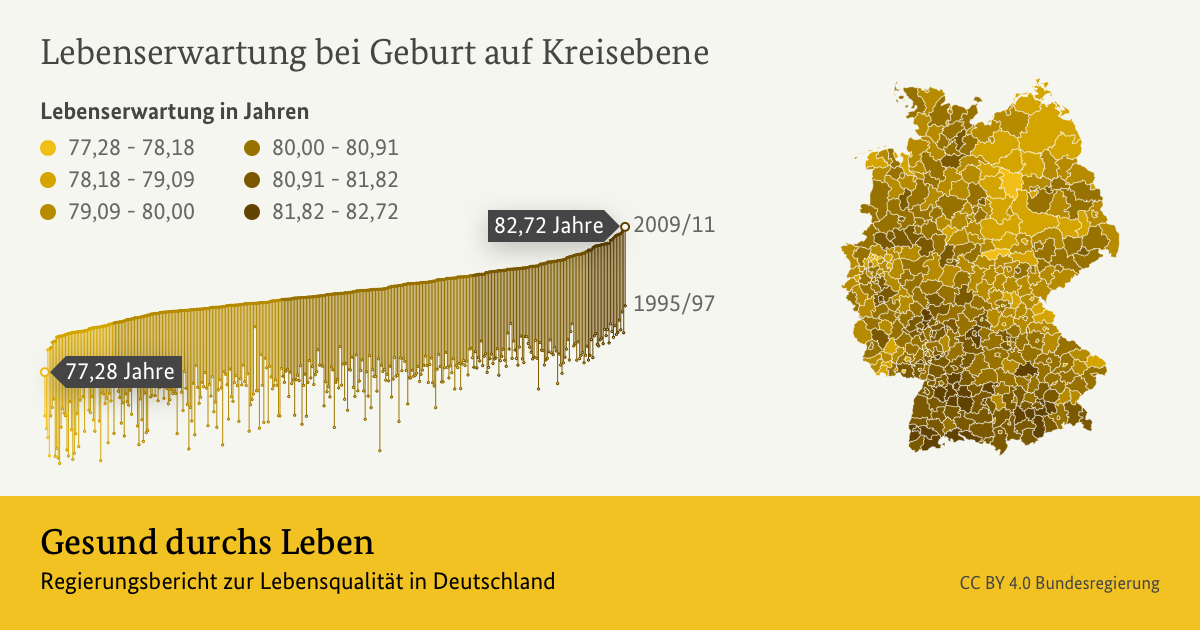 Lebenserwartung bei Geburt auf Kreisebene
Lebenserwartung in Jahren
77,28 - 78,18
78,18 - 79,09
79,09 - 80,00
80,00 - 80,91
80,91 - 81,82
81,82 - 82,72
82,72 Jahre
2009/11
1995/97
77,28 Jahre
Gesund durchs Leben
Regierungsbericht zur Lebensqualität in Deutschland
CC BY 4.0 Bundesregierung